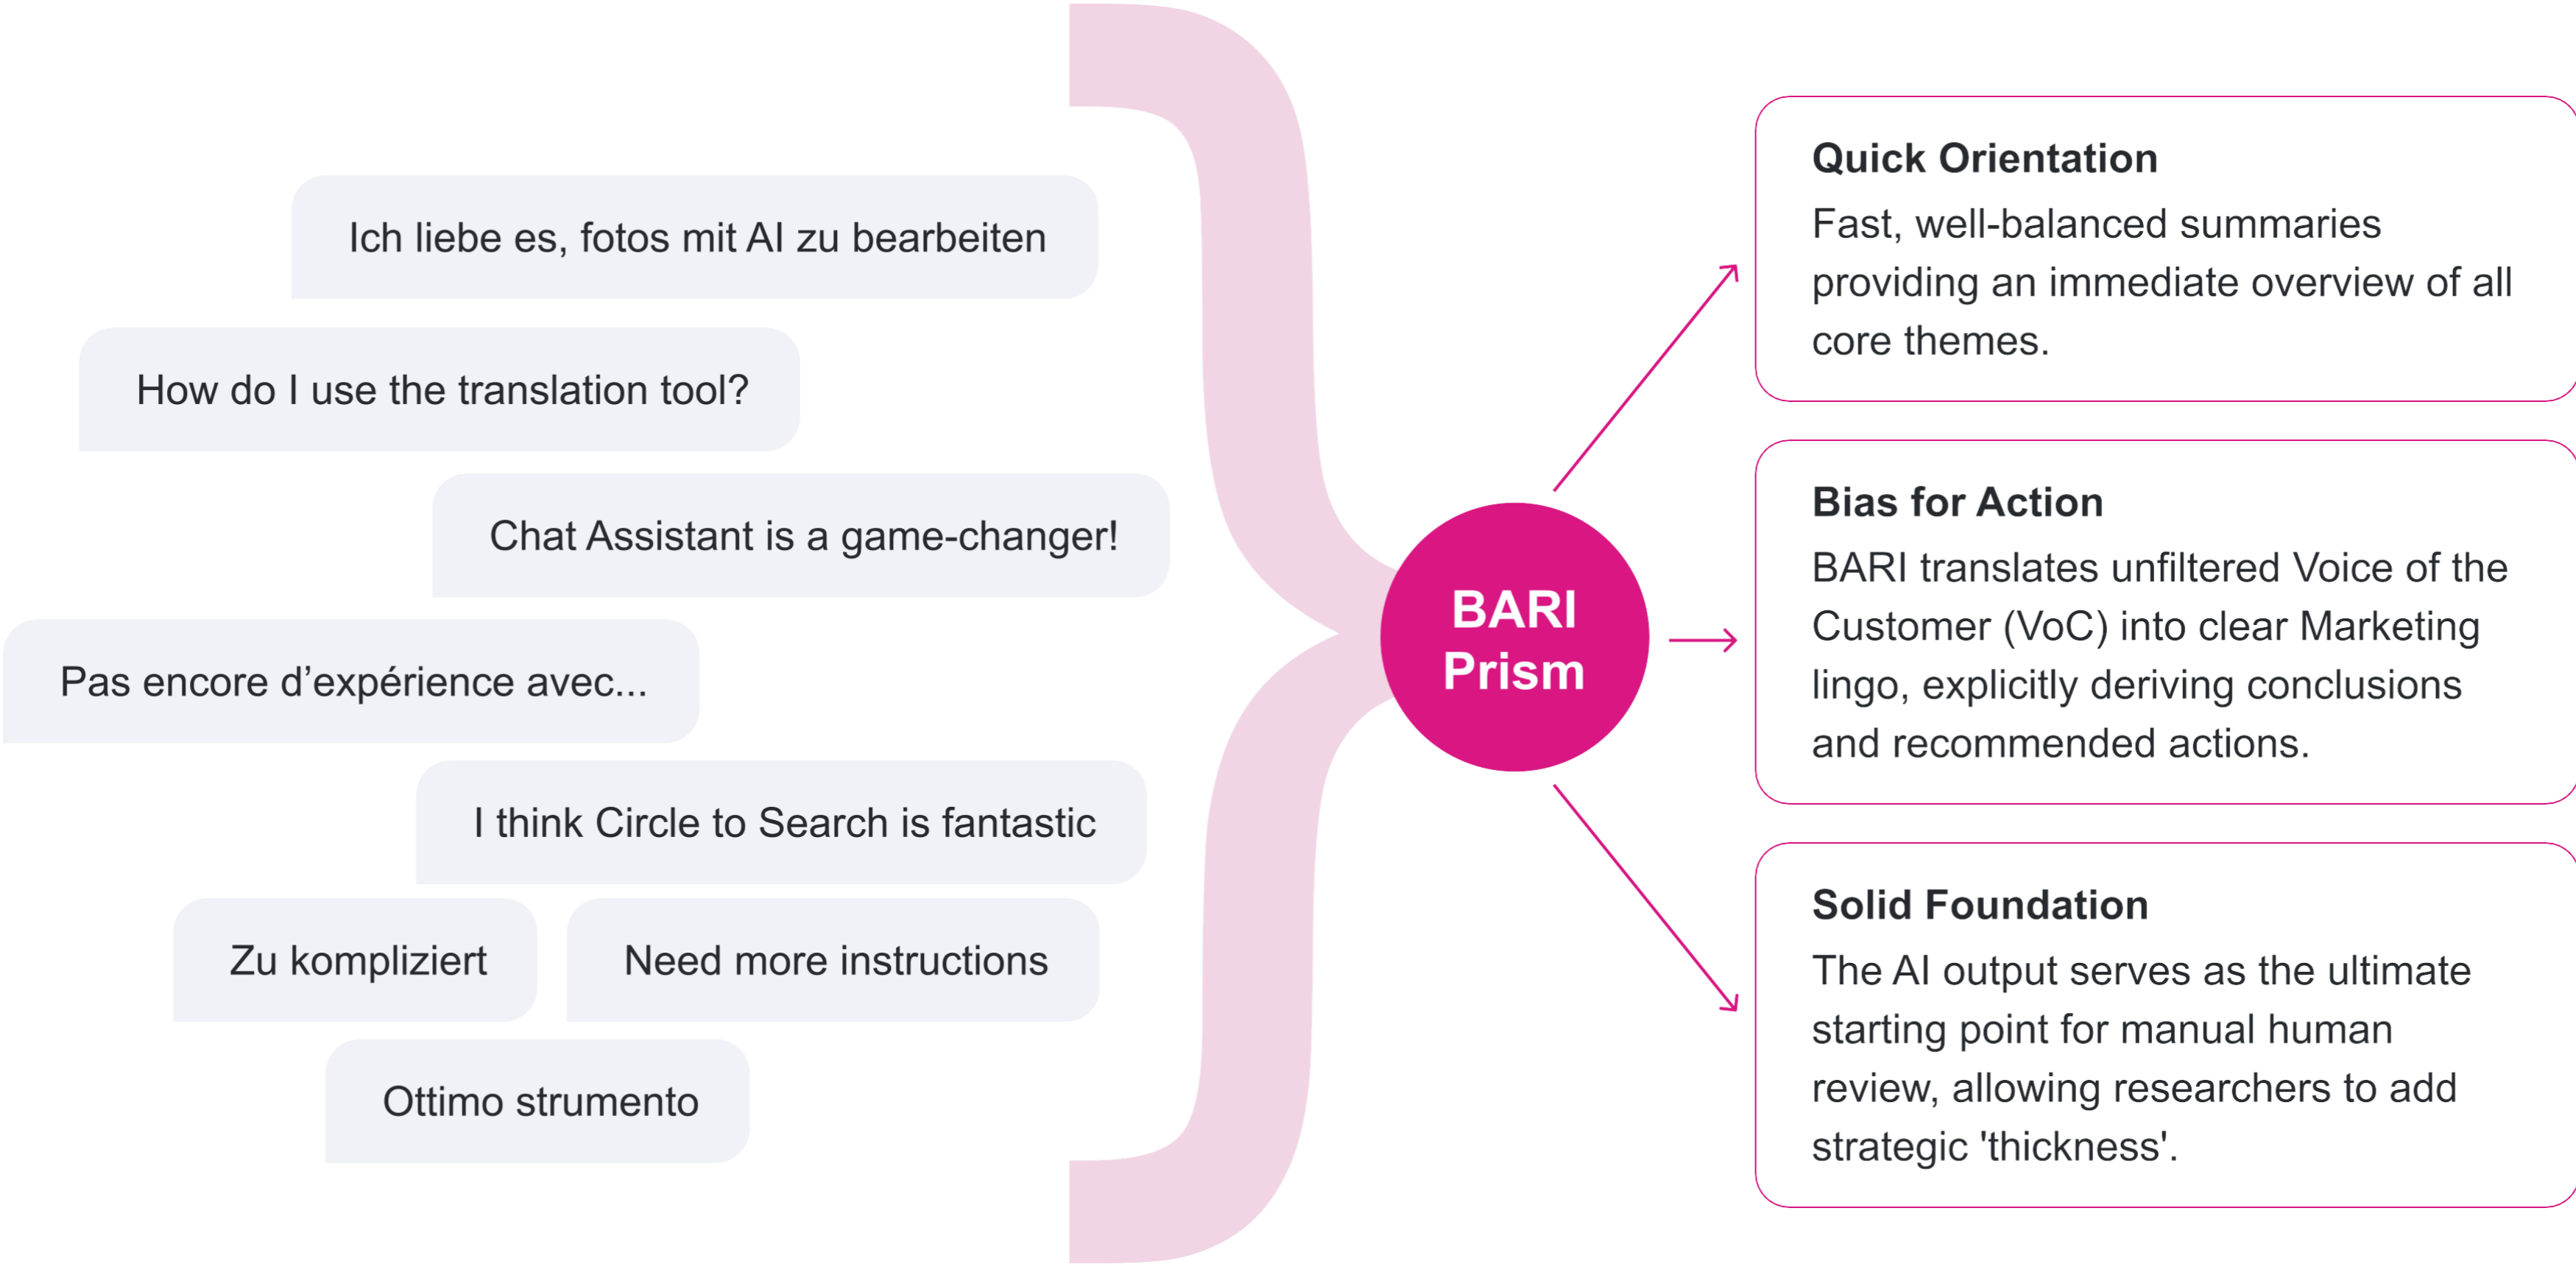 Ich liebe es, fotos mit AI zu bearbeiten
How do I use the translation tool?
Chat Assistant is a game-changer!
Pas encore d’expérience avec...
I think Circle to Search is fantastic
Zu kompliziert
Need more instructions
Ottimo strumento
BARI
Prism
Quick Orientation
Fast, well-balanced summaries
providing an immediate overview of all
core themes.
Bias for Action
BARI translates unfiltered Voice of the
Customer (VoC) into clear Marketing
lingo, explicitly deriving conclusions
and recommended actions.
Solid Foundation
The AI output serves as the ultimate
starting point for manual human
review, allowing researchers to add
strategic 'thickness'.